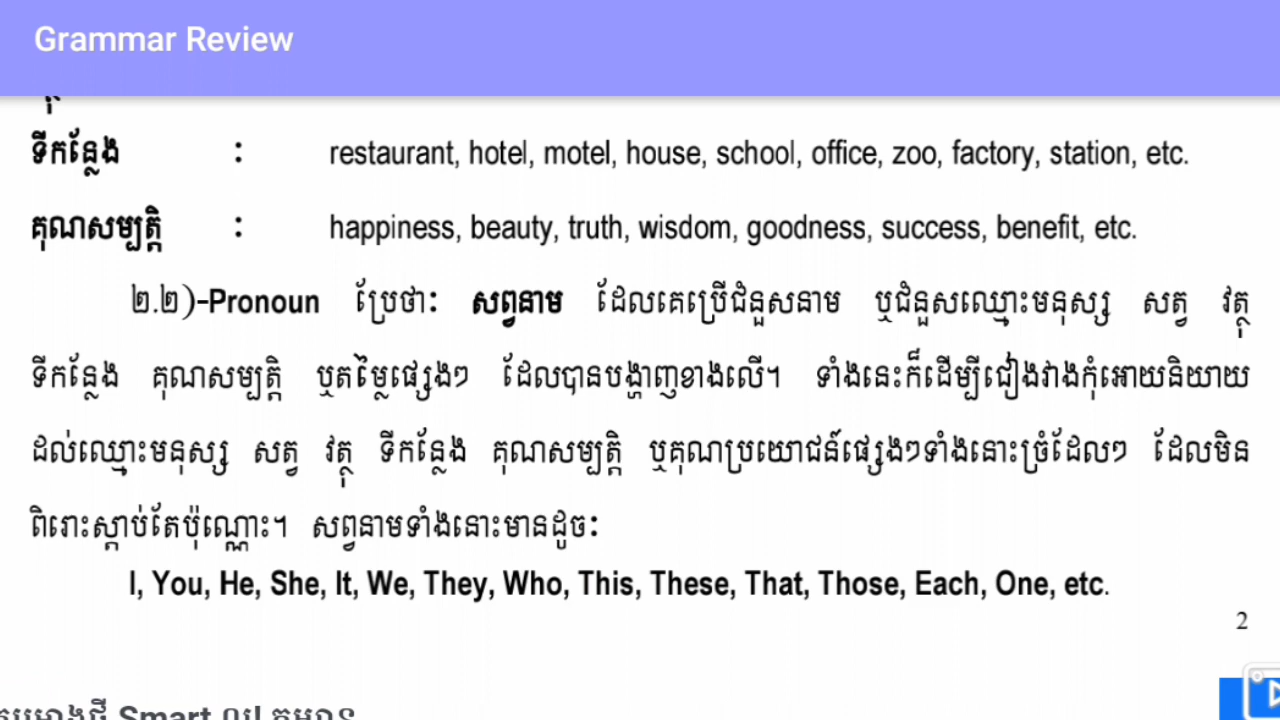 Grammar Review
ទីកន្លែង : restaurant, hotel, motel, house, school, office, zoo, factory, station, etc.
គុណសម្បត្តិ : happiness, beauty, truth, wisdom, goodness, success, benefit, etc.
២.២)-Pronoun ប្រែថាៈ សព្វនាម ដែលគេប្រើជំនួសនាម ឬជំនួសឈ្មោះមនុស្ស សត្វ វត្ថុ
ទីកន្លែង គុណសម្បត្តិ ឬតម្លៃផ្សេងៗ ដែលបានបង្ហាញខាងលើ។ ទាំងនេះក៏ដើម្បីជៀងវាងកុំអោយនិយាយ
ដល់ឈ្មោះមនុស្ស សត្វ វត្ថុ ទីកន្លែង គុណសម្បត្តិ ឬគុណប្រយោជន៍ផ្សេងៗទាំងនោះច្រំដែលៗ ដែលមិន
ពិរោះស្តាប់តែប៉ុណ្ណោះ។ សព្វនាមទាំងនោះមានដូចៈ
I, You, He, She, It, We, They, Who, This, These, That, Those, Each, One, etc.
2
Smart